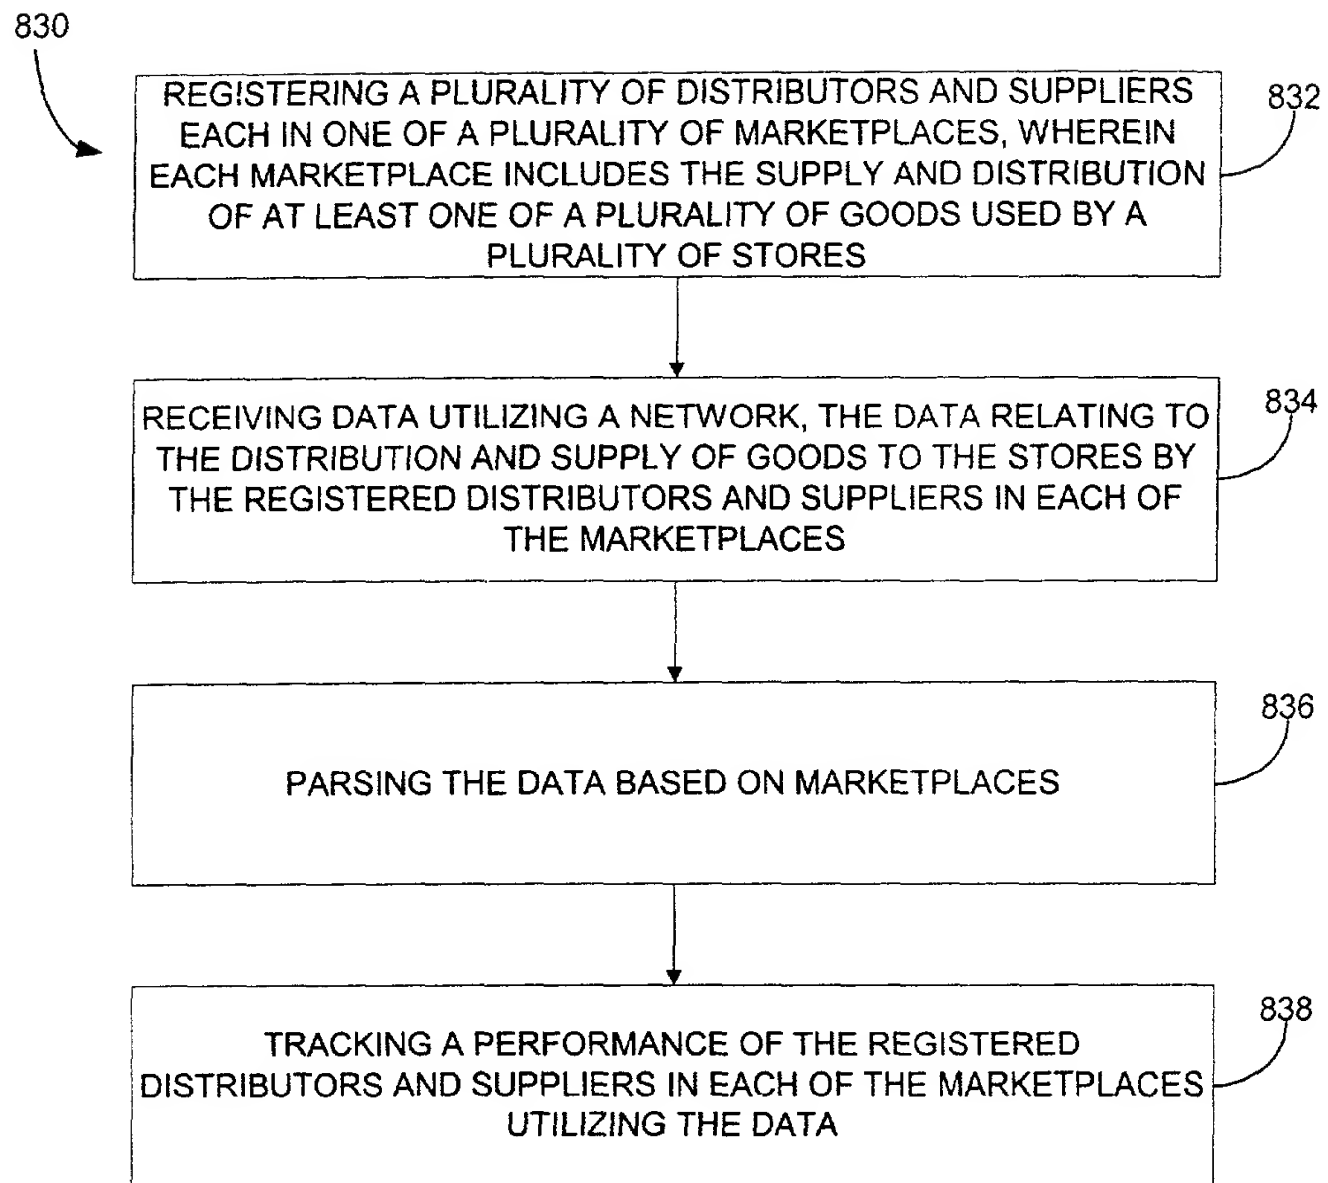 830
REGISTERING A PLURALITY OF DISTRIBUTORS AND SUPPLIERS
EACH IN ONE OF A PLURALITY OF MARKETPLACES, WHEREIN
EACH MARKETPLACE INCLUDES THE SUPPLY AND DISTRIBUTION
OF AT LEAST ONE OF A PLURALITY OF GOODS USED BY A
PLURALITY OF STORES
832
RECEIVING DATA UTILIZING A NETWORK, THE DATA RELATING TO
THE DISTRIBUTION AND SUPPLY OF GOODS TO THE STORES BY
THE REGISTERED DISTRIBUTORS AND SUPPLIERS IN EACH OF
THE MARKETPLACES
834
PARSING THE DATA BASED ON MARKETPLACES
836
TRACKING A PERFORMANCE OF THE REGISTERED
DISTRIBUTORS AND SUPPLIERS IN EACH OF THE MARKETPLACES
UTILIZING THE DATA
838